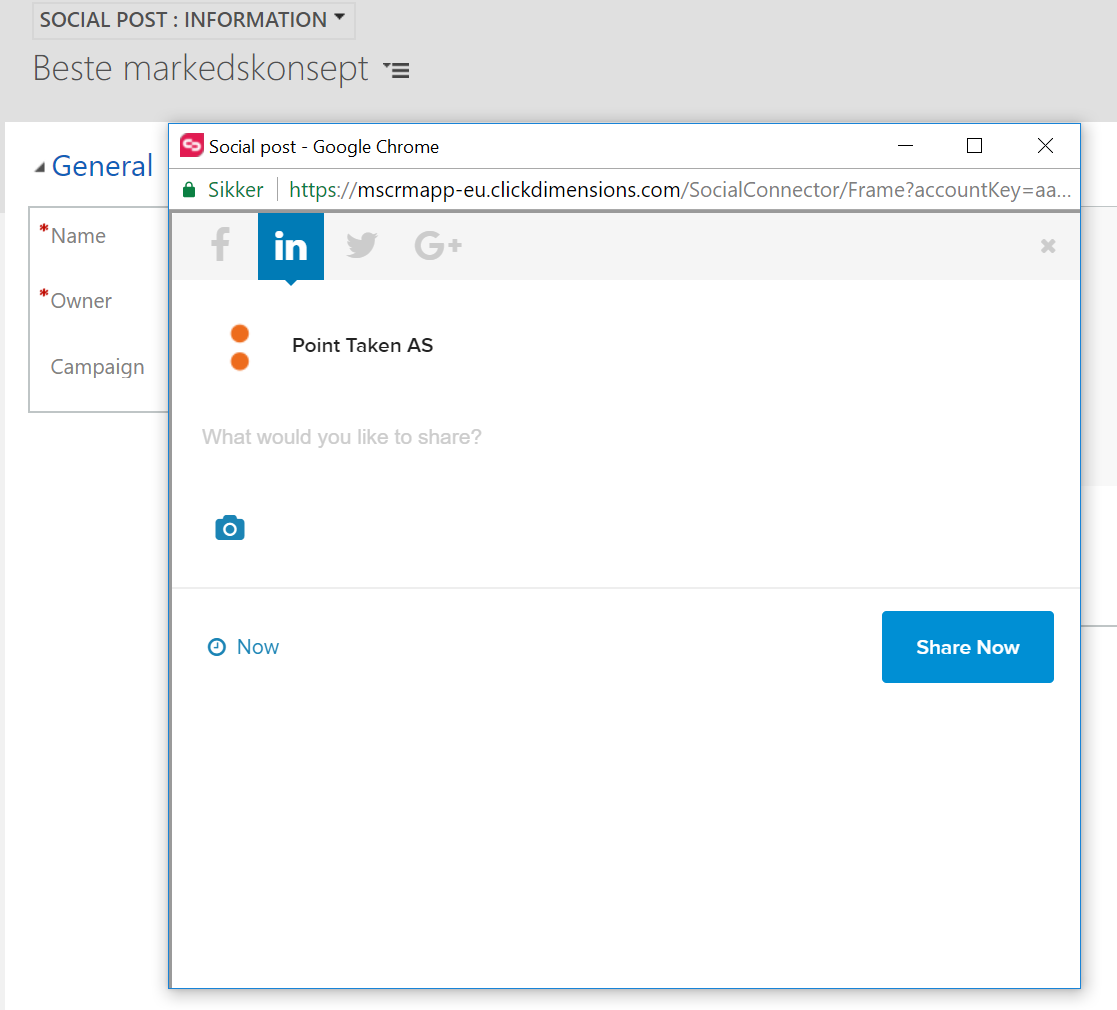 SOCIAL POST : INFORMATION
Beste markedskonsept
General
*Name
*Owner
Campaign
Social post - Google Chrome
Sikker https://mscrmapp-eu.clickdimensions.com/SocialConnector/Frame?accountKey=aa...
f in G+
Point Taken AS
What would you like to share?
Now
Share Now